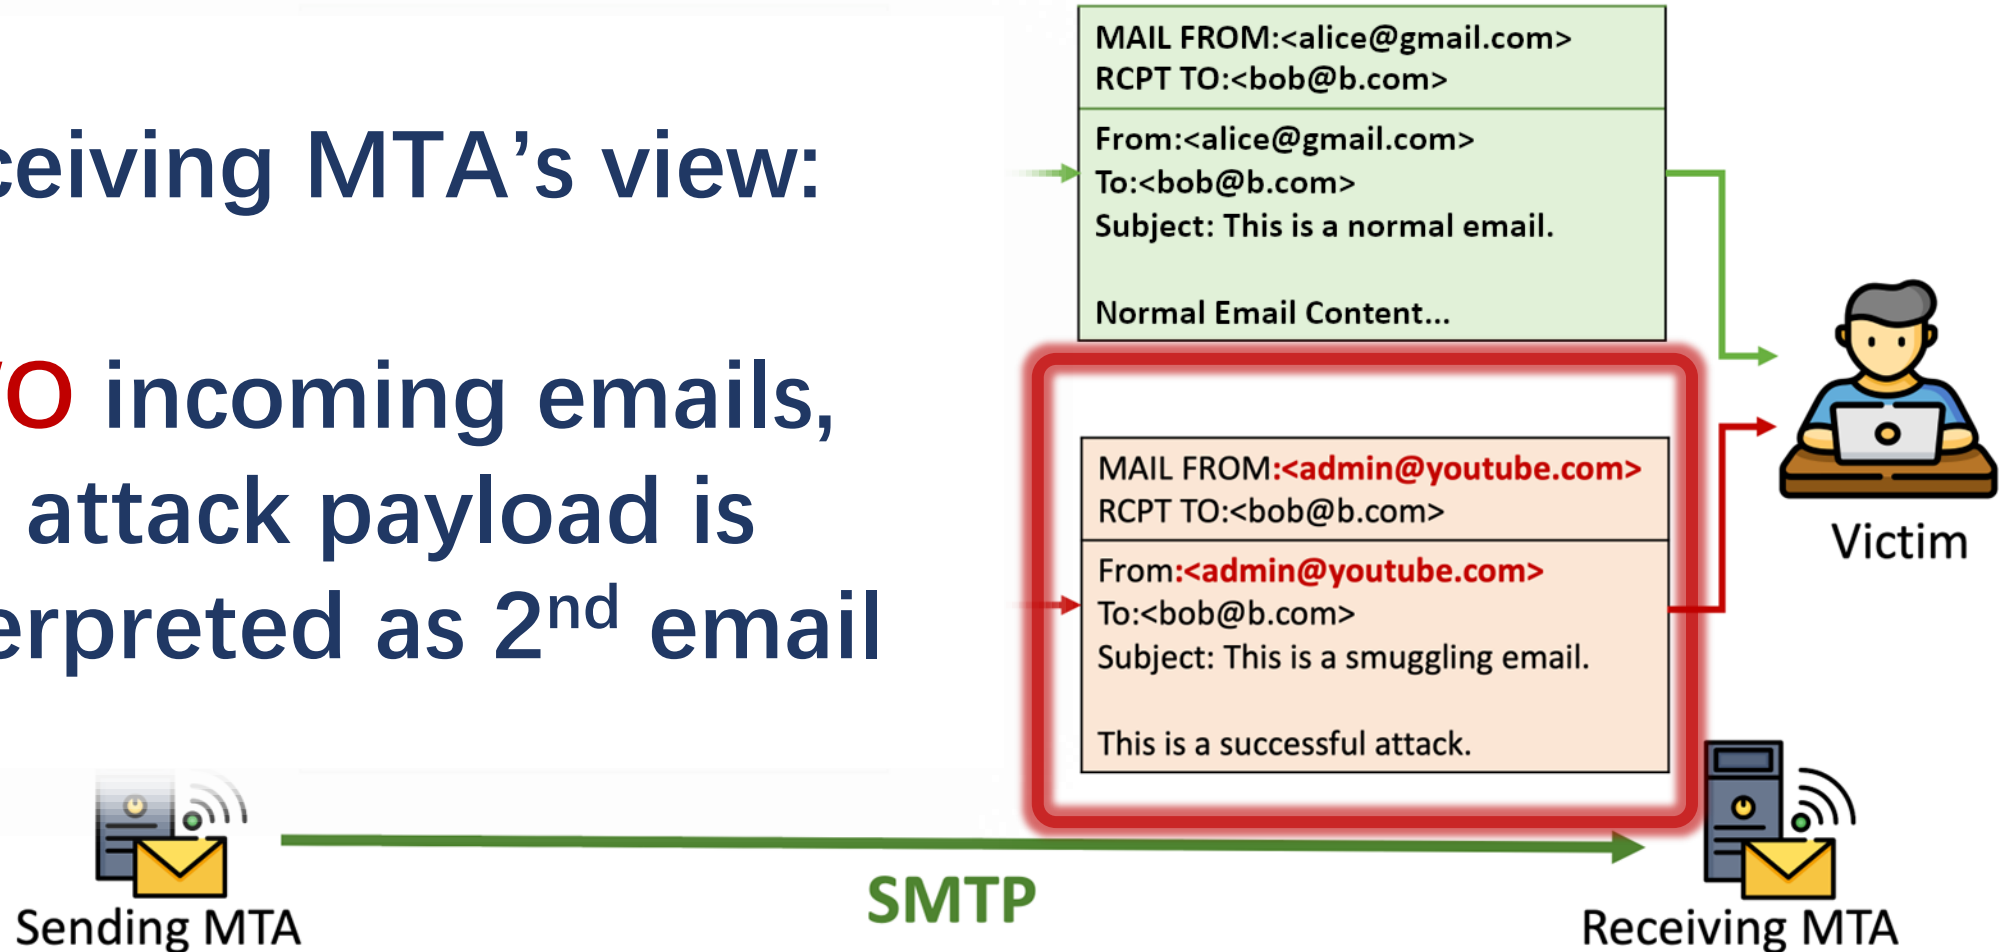 ceiving MTA’s view:
O incoming emails,
attack payload is
erpreted as 2nd email
MAIL FROM:<alice@gmail.com>
RCPT TO:<bob@b.com>
From:<alice@gmail.com>
To:<bob@b.com>
Subject: This is a normal email.
Normal Email Content...
MAIL FROM:<admin@youtube.com>
RCPT TO:<bob@b.com>
From:<admin@youtube.com>
To:<bob@b.com>
Subject: This is a smuggling email.
This is a successful attack.
Victim
Sending MTA
SMTP
Receiving MTA